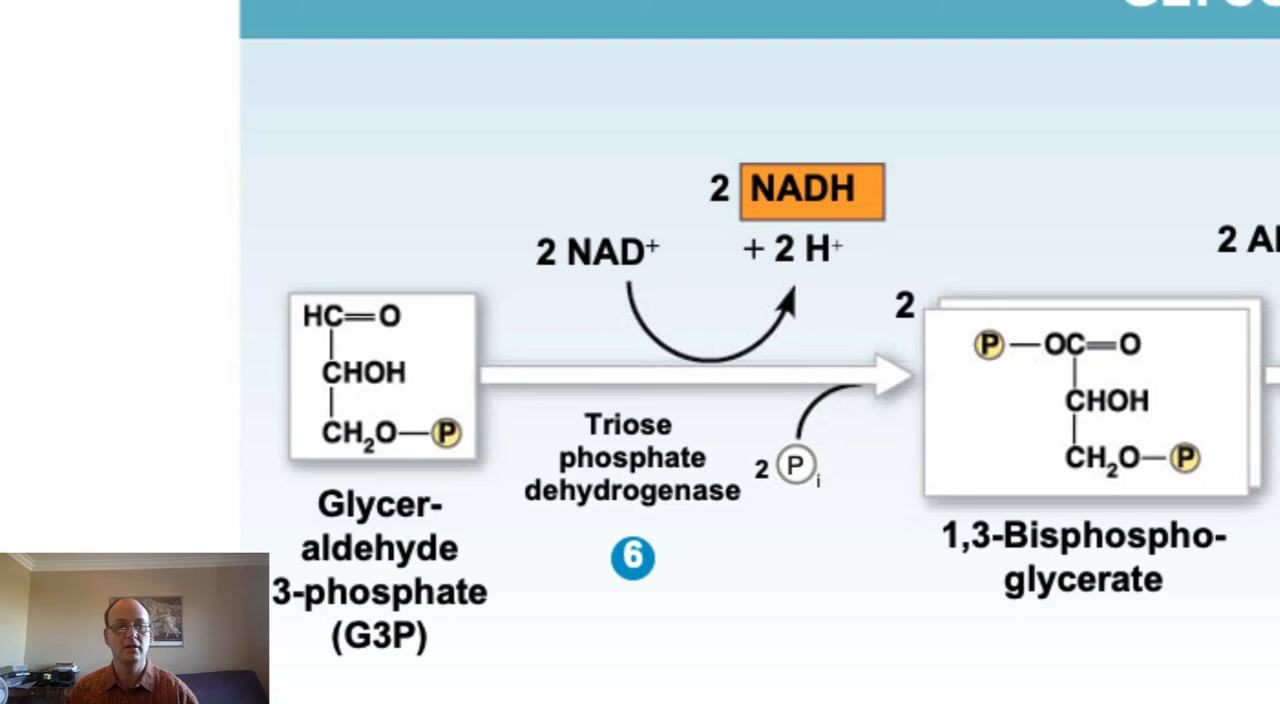 2 NADH
2 NAD+ + 2 H+
HC=O
CHOH
CH2O—P
Glycer-
aldehyde
3-phosphate
(G3P)
Triose
phosphate
dehydrogenase
6
2 Pi
2
P—OC=O
CHOH
CH2O—P
1,3-Bisphospho-
glycerate